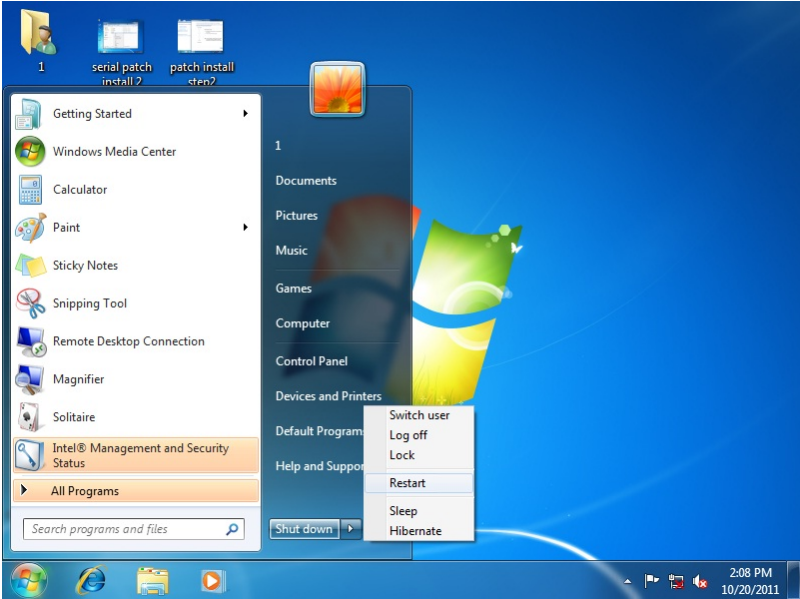 1
serial patch
install 2
patch install
step2
Getting Started
Windows Media Center
Calculator
Paint
Sticky Notes
Snipping Tool
Remote Desktop Connection
Magnifier
Solitaire
Intel® Management and Security
Status
All Programs
Search programs and files
1
Documents
Pictures
Music
Games
Computer
Control Panel
Devices and Printers
Default Program
Help and Suppor
Shut down
Switch user
Log off
Lock
Restart
Sleep
Hibernate
2:08 PM
10/20/2011